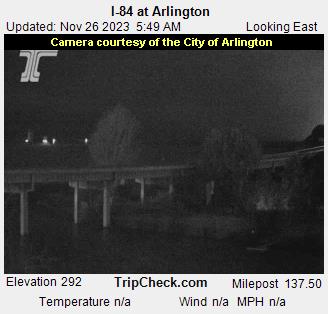 I-84 at Arlington
Updated: Nov 26 2023 5:49 AM Looking East
Camera courtesy of the City of Arlington
Elevation 292 TripCheck.com Milepost 137.50
Temperature n/a Wind n/a MPH n/a